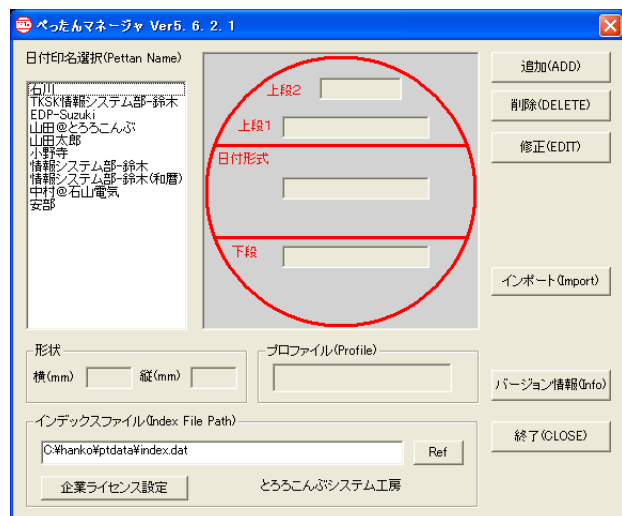 ぺったんマネージャ Ver5. 6. 2. 1
日付印名選択(Pettan Name)
石川
TKSK情報システム部-鈴木
EDP-Suzuki
山田@とろろこんぶ
山田太郎
小野寺
情報システム部-鈴木
情報システム部-鈴木(和暦)
中村@石山電気
安部
上段2
上段1
日付形式
下段
追加(ADD)
削除(DELETE)
修正(EDIT)
インポート(Import)
形状
横(mm)
縦(mm)
プロファイル(Profile)
バージョン情報(Info)
インデックスファイル(Index File Path)
C:¥hanko¥ptdata¥index.dat
Ref
終了(CLOSE)
企業ライセンス設定
とろろこんぶシステム工房